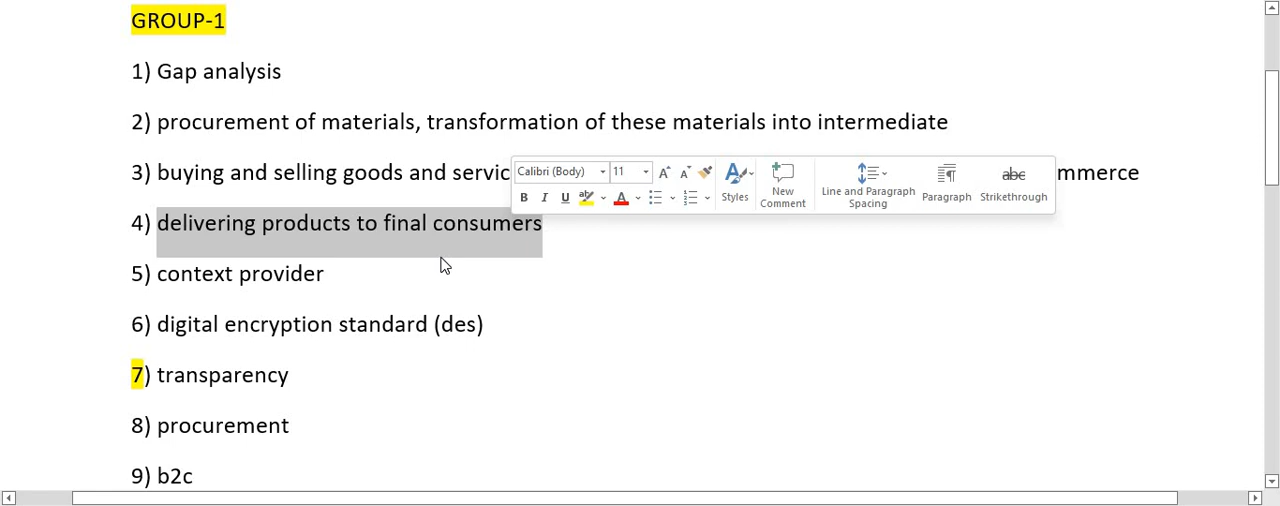 GROUP-1
1) Gap analysis
2) procurement of materials, transformation of these materials into intermediate
3) buying and selling goods and servic mmerce
Calibri (Body) 11
B I U
Styles
New Comment
Line and Paragraph Spacing
Paragraph
abc
Strikethrough
4) delivering products to final consumers
5) context provider
6) digital encryption standard (des)
7) transparency
8) procurement
9) b2c